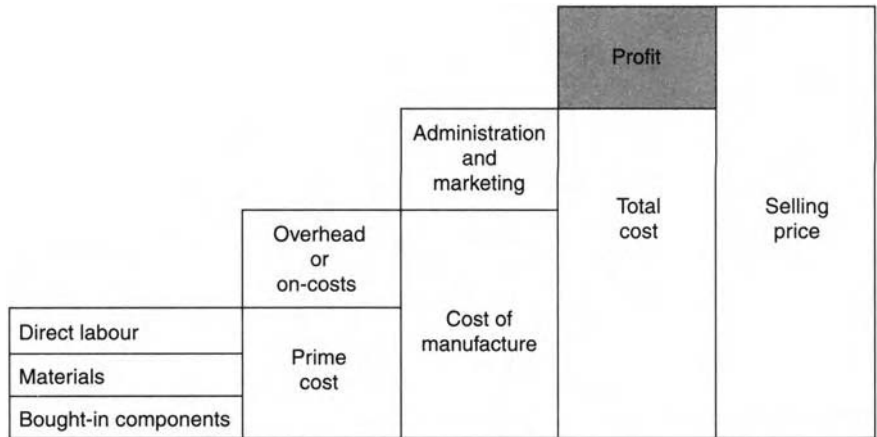 Profit
Administration
and
marketing
Total
cost
Selling
price
Overhead
or
on-costs
Cost of
manufacture
Direct labour
Materials
Bought-in components
Prime
cost